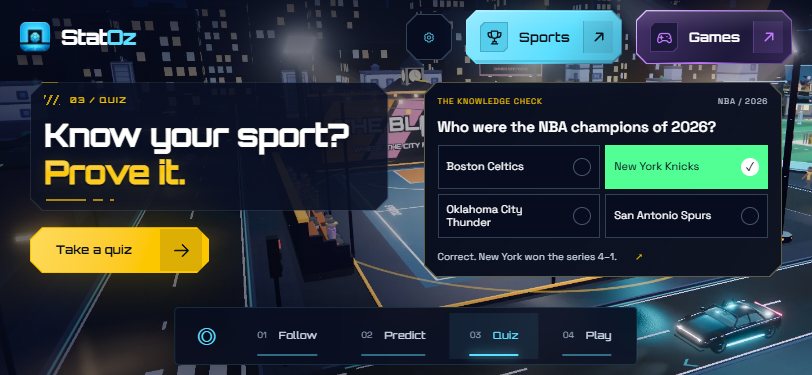 StatOz
Sports
Games
03 / QUIZ
Know your sport?
Prove it.
Take a quiz
THE KNOWLEDGE CHECK
NBA / 2026
Who were the NBA champions of 2026?
Boston Celtics
New York Knicks
Oklahoma City
Thunder
San Antonio Spurs
Correct. New York won the series 4–1.
01 Follow
02 Predict
03 Quiz
04 Play